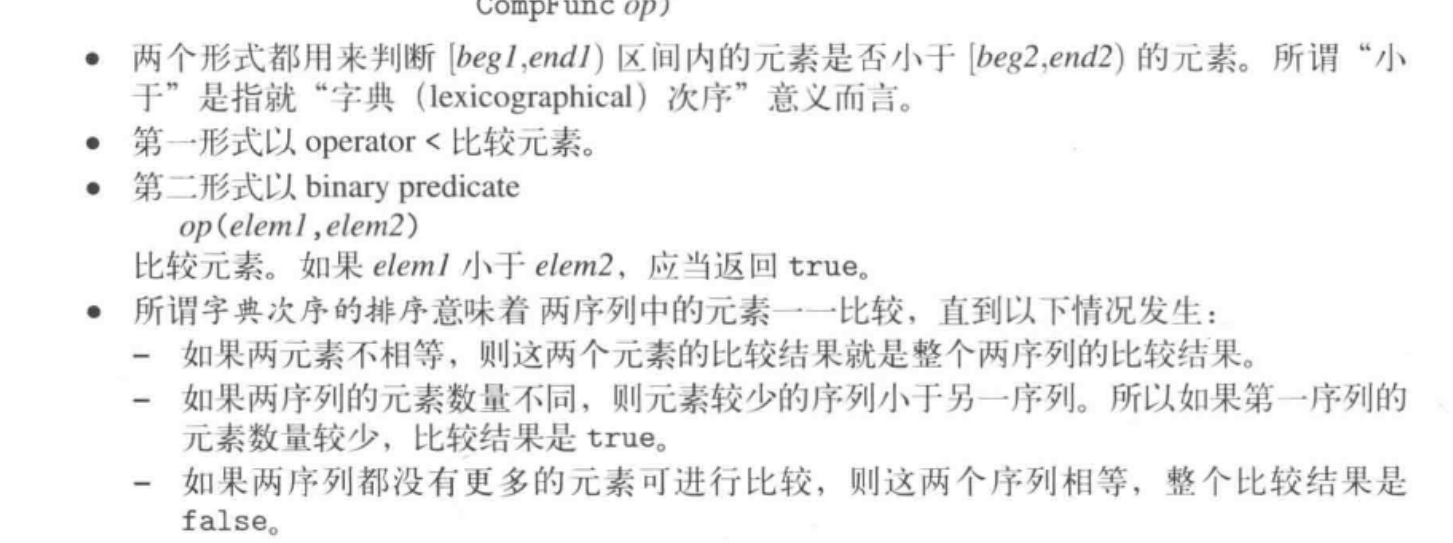 CompFunc op)
• 两个形式都用来判断 [beg1,end1) 区间内的元素是否小于 [beg2,end2) 的元素。所谓“小
于”是指就“字典（lexicographical）次序”意义而言。
• 第一形式以 operator < 比较元素。
• 第二形式以 binary predicate
op(elem1,elem2)
比较元素。如果 elem1 小于 elem2，应当返回 true。
• 所谓字典次序的排序意味着 两序列中的元素一一比较，直到以下情况发生：
– 如果两元素不相等，则这两个元素的比较结果就是整个两序列的比较结果。
– 如果两序列的元素数量不同，则元素较少的序列小于另一序列。所以如果第一序列的
元素数量较少，比较结果是 true。
– 如果两序列都没有更多的元素可进行比较，则这两个序列相等，整个比较结果是
false。